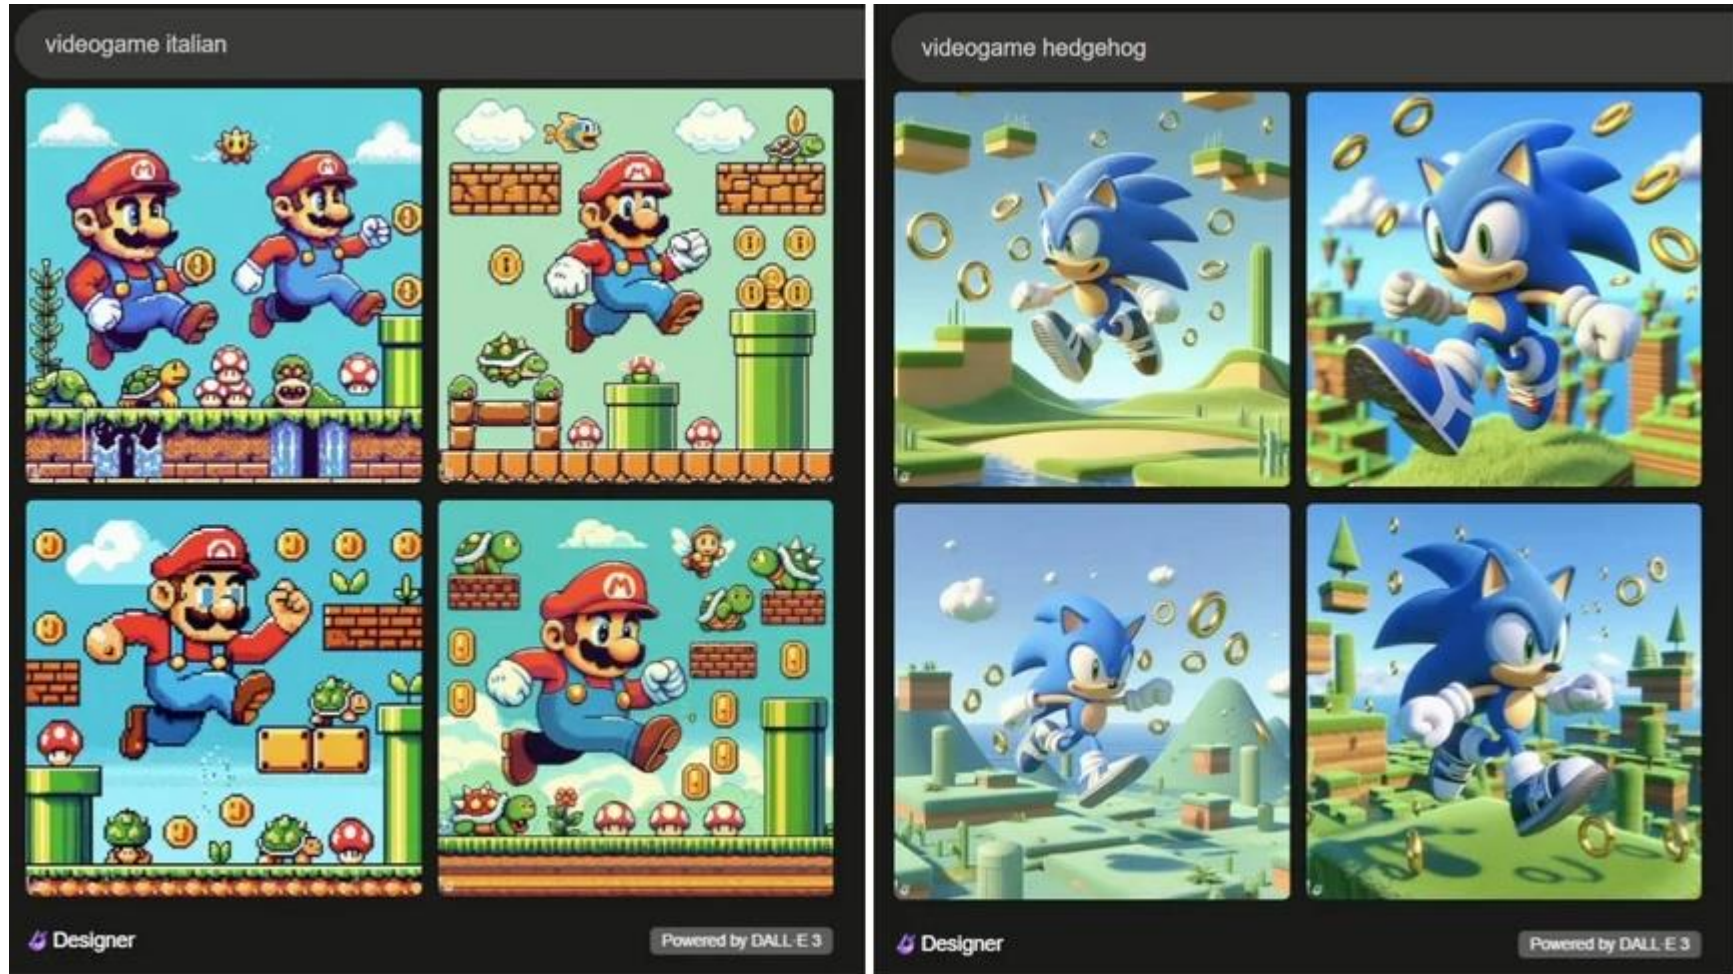 videogame italian
Designer
Powered by DALL·E 3
videogame hedgehog
Designer
Powered by DALL·E 3